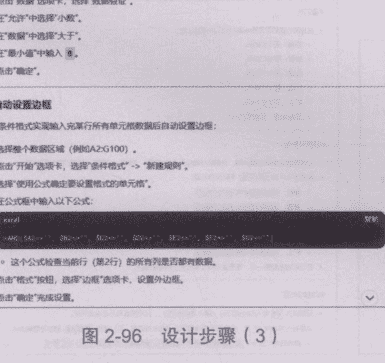 点击"数据"选项卡，选择"数据验证"。
在"允许"中选择"小数"。
在"数据"中选择"大于"。
在"最小值"中输入 0。
点击"确定"。
自动设置边框
条件格式实现输入完某行所有单元格数据后自动设置边框：
选择整个数据区域（例如A2:G100）。
点击"开始"选项卡，选择"条件格式" -> "新建规则"。
选择"使用公式确定要设置格式的单元格"。
在公式框中输入以下公式：
excel
复制
这个公式检查当前行（第2行）的所有列是否都有数据。
点击"格式"按钮，选择"边框"选项卡，设置外边框。
点击"确定"完成设置。
图 2-96 设计步骤（3）